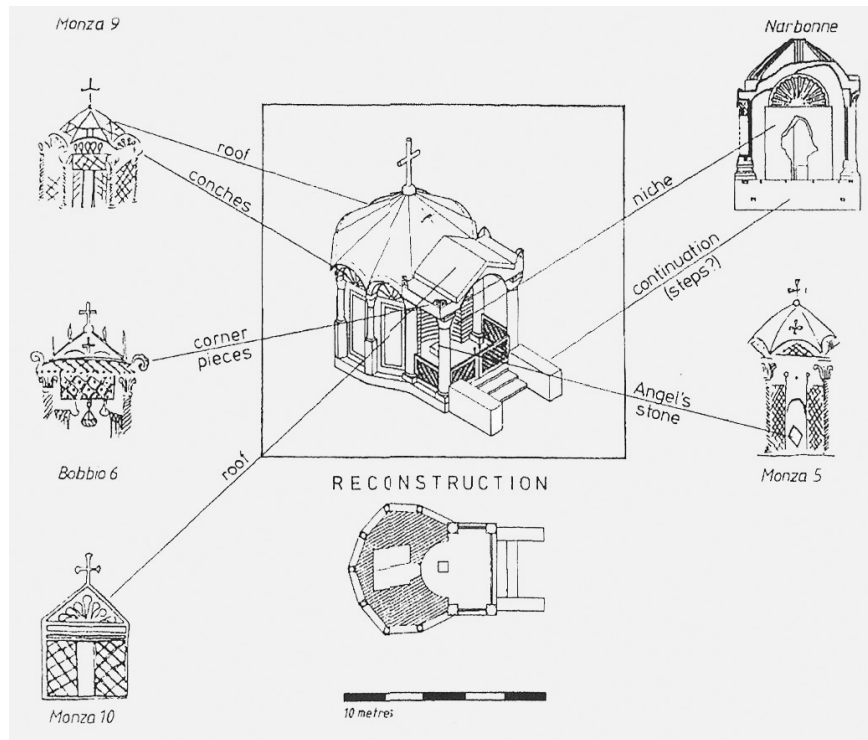 Monza 9
Narbonne
roof
conches
niche
continuation
(steps?)
corner
pieces
Angel's
stone
Bobbio 6
roof
Monza 5
RECONSTRUCTION
Monza 10
10 metres